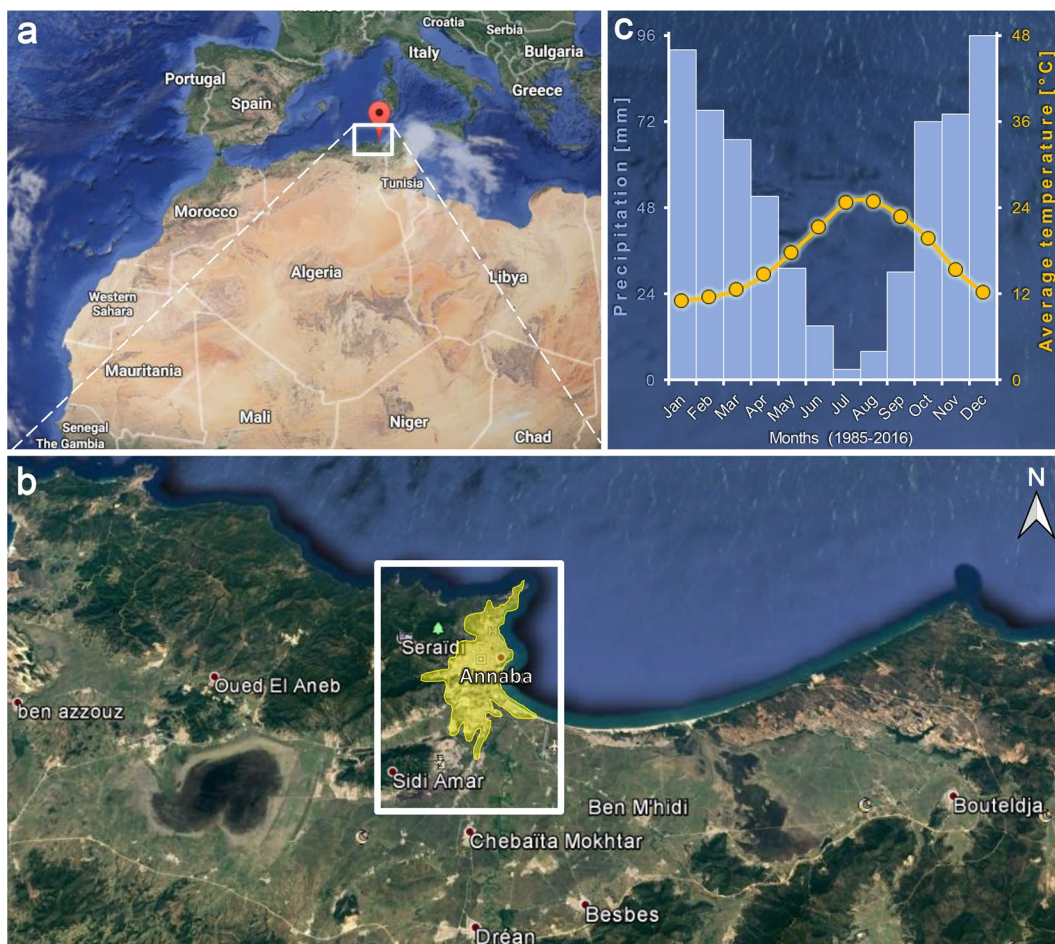 a
Croatia
Serbia
Italy
Bulgaria
Portugal
Spain
Greece
Tunisia
Morocco
Algeria
Libya
Western
Sahara
Mauritania
Mali
Niger
Senegal
The Gambia
Chad
c
96
72
48
24
0
Precipitation [mm]
48
36
24
12
0
Average temperature [°C]
Jan
Feb
Mar
Apr
May
Jun
Jul
Aug
Sep
Oct
Nov
Dec
Months (1985-2016)
b
N
Seraïdi
Annaba
Oued El Aneb
ben azzouz
Sidi Amar
Ben M'hidi
Bouteldja
Chebaïta Mokhtar
Besbes
Dréan